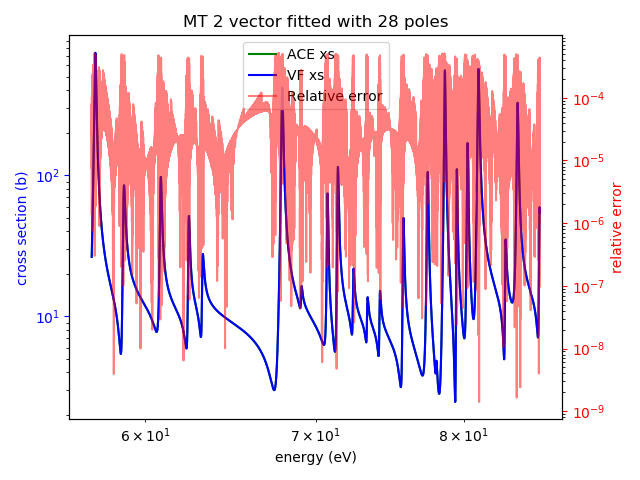 MT 2 vector fitted with 28 poles
ACE xs
VF xs
Relative error
cross section (b)
10²
10¹
10⁻⁴
10⁻⁵
10⁻⁶
10⁻⁷
10⁻⁸
10⁻⁹
relative error
6 × 10¹
7 × 10¹
8 × 10¹
energy (eV)